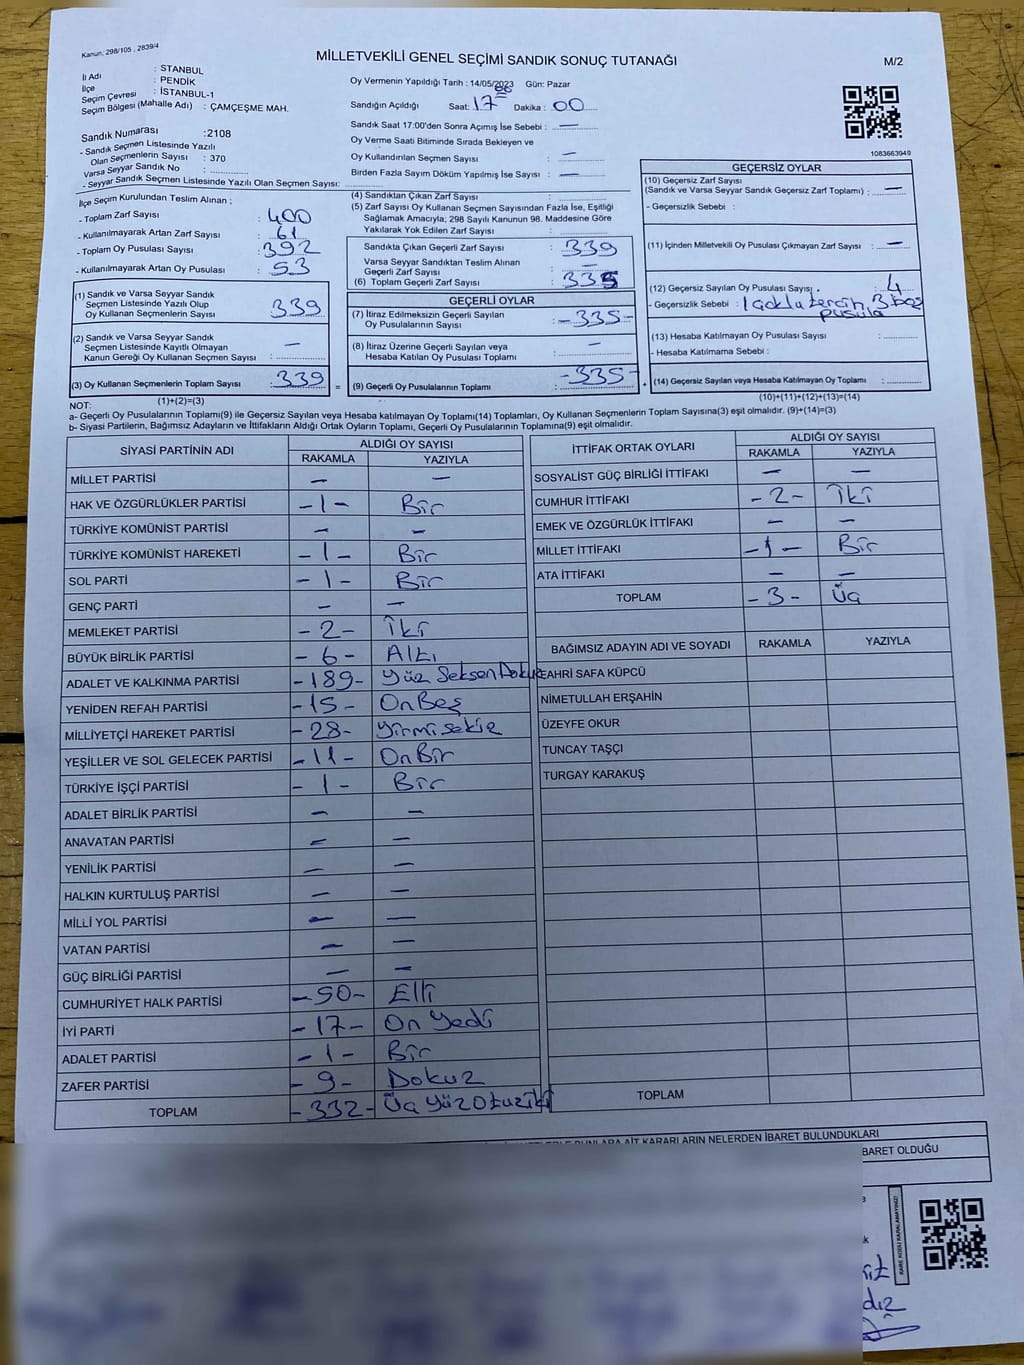 Kanun: 298/105 , 2839/4
MİLLETVEKİLİ GENEL SEÇİMİ SANDIK SONUÇ TUTANAĞI
M/2
İl Adı : STANBUL
İlçe : PENDİK
Seçim Çevresi : İSTANBUL-1
Seçim Bölgesi (Mahalle Adı) : ÇAMÇEŞME MAH.
Sandık Numarası :2108
- Sandık Seçmen Listesinde Yazılı
Olan Seçmenlerin Sayısı : 370
Varsa Seyyar Sandık No :
- Seyyar Sandık Seçmen Listesinde Yazılı Olan Seçmen Sayısı:
Oy Vermenin Yapıldığı Tarih : 14/05/2023 Gün: Pazar
Sandığın Açıldığı Saat: 17 Dakika : 00
Sandık Saat 17:00'den Sonra Açımış İse Sebebi : —
Oy Verme Saati Bitiminde Sırada Bekleyen ve
Oy Kullandırılan Seçmen Sayısı : —
Birden Fazla Sayım Döküm Yapılmış İse Sayısı : —
1083663949
İlçe Seçim Kurulundan Teslim Alınan ;
- Toplam Zarf Sayısı : 400
- Kullanılmayarak Artan Zarf Sayısı : 61
- Toplam Oy Pusulası Sayısı : 392
- Kullanılmayarak Artan Oy Pusulası : 53
(1) Sandık ve Varsa Seyyar Sandık
Seçmen Listesinde Yazılı Olup
Oy Kullanan Seçmenlerin Sayısı : 339
(2) Sandık ve Varsa Seyyar Sandık
Seçmen Listesinde Kayıtlı Olmayan
Kanun Gereği Oy Kullanan Seçmen Sayısı : —
(3) Oy Kullanan Seçmenlerin Toplam Sayısı : 339 =
(1)+(2)=(3)
(4) Sandıktan Çıkan Zarf Sayısı :
(5) Zarf Sayısı Oy Kullanan Seçmen Sayısından Fazla İse, Eşitliği
Sağlamak Amacıyla; 298 Sayılı Kanunun 98. Maddesine Göre
Yakılarak Yok Edilen Zarf Sayısı :
Sandıkta Çıkan Geçerli Zarf Sayısı : 339
Varsa Seyyar Sandıktan Teslim Alınan
Geçerli Zarf Sayısı : —
(6) Toplam Geçerli Zarf Sayısı : 335
GEÇERLİ OYLAR
(7) İtiraz Edilmeksizin Geçerli Sayılan
Oy Pusulalarının Sayısı : -335-
(8) İtiraz Üzerine Geçerli Sayılan veya
Hesaba Katılan Oy Pusulası Toplamı : —
(9) Geçerli Oy Pusulalarının Toplamı : -335- +
GEÇERSİZ OYLAR
(10) Geçersiz Zarf Sayısı
(Sandık ve Varsa Seyyar Sandık Geçersiz Zarf Toplamı) : —
- Geçersizlik Sebebi :
(11) İçinden Milletvekili Oy Pusulası Çıkmayan Zarf Sayısı : —
(12) Geçersiz Sayılan Oy Pusulası Sayısı : 4
- Geçersizlik Sebebi : 1 çoklu tercih, 3 boş
pusula
(13) Hesaba Katılmayan Oy Pusulası Sayısı :
- Hesaba Katılmama Sebebi :
(14) Geçersiz Sayılan veya Hesaba Katılmayan Oy Toplamı :
(10)+(11)+(12)+(13)=(14)
NOT:
a- Geçerli Oy Pusulalarının Toplamı(9) ile Geçersiz Sayılan veya Hesaba katılmayan Oy Toplamı(14) Toplamları, Oy Kullanan Seçmenlerin Toplam Sayısına(3) eşit olmalıdır. (9)+(14)=(3)
b- Siyasi Partilerin, Bağımsız Adayların ve İttifakların Aldığı Ortak Oyların Toplamı, Geçerli Oy Pusulalarının Toplamına(9) eşit olmalıdır.
SİYASİ PARTİNİN ADI ALDIĞI OY SAYISI
RAKAMLA YAZIYLA
MİLLET PARTİSİ — —
HAK VE ÖZGÜRLÜKLER PARTİSİ -1- Bir
TÜRKİYE KOMÜNİST PARTİSİ — —
TÜRKİYE KOMÜNİST HAREKETİ -1- Bir
SOL PARTİ -1- Bir
GENÇ PARTİ — —
MEMLEKET PARTİSİ -2- İki
BÜYÜK BİRLİK PARTİSİ -6- Altı
ADALET VE KALKINMA PARTİSİ -189- Yüz Seksen Dokuz
YENİDEN REFAH PARTİSİ -15- On Beş
MİLLİYETÇİ HAREKET PARTİSİ -28- Yirmi sekiz
YEŞİLLER VE SOL GELECEK PARTİSİ -11- On Bir
TÜRKİYE İŞÇİ PARTİSİ -1- Bir
ADALET BİRLİK PARTİSİ — —
ANAVATAN PARTİSİ — —
YENİLİK PARTİSİ — —
HALKIN KURTULUŞ PARTİSİ — —
MİLLİ YOL PARTİSİ — —
VATAN PARTİSİ — —
GÜÇ BİRLİĞİ PARTİSİ — —
CUMHURİYET HALK PARTİSİ -50- Elli
İYİ PARTİ -17- On Yedi
ADALET PARTİSİ -1- Bir
ZAFER PARTİSİ -9- Dokuz
TOPLAM -332- Üç Yüz Otuz iki
İTTİFAK ORTAK OYLARI ALDIĞI OY SAYISI
RAKAMLA YAZIYLA
SOSYALİST GÜÇ BİRLİĞİ İTTİFAKI — —
CUMHUR İTTİFAKI -2- İki
EMEK VE ÖZGÜRLÜK İTTİFAKI — —
MİLLET İTTİFAKI -1- Bir
ATA İTTİFAKI — —
TOPLAM -3- Üç
BAĞIMSIZ ADAYIN ADI VE SOYADI RAKAMLA YAZIYLA
EAHRİ SAFA KÜPCÜ
NİMETULLAH ERŞAHİN
ÜZEYFE OKUR
TUNCAY TAŞÇI
TURGAY KARAKUŞ
TOPLAM
BUNLARA AİT KARARLARIN NELERDEN İBARET BULUNDUKLARI
BARET OLDUĞU
KARE KODU KARALAMAYINIZ!